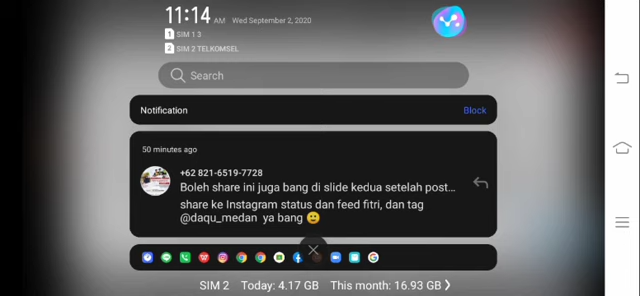 11:14 AM Wed September 2, 2020
1 SIM 1 3
2 SIM 2 TELKOMSEL
Search
Notification Block
50 minutes ago
+62 821-6519-7728
Boleh share ini juga bang di slide kedua setelah post...
share ke Instagram status dan feed fitri, dan tag
@daqu_medan ya bang 🙂
SIM 2 Today: 4.17 GB This month: 16.93 GB